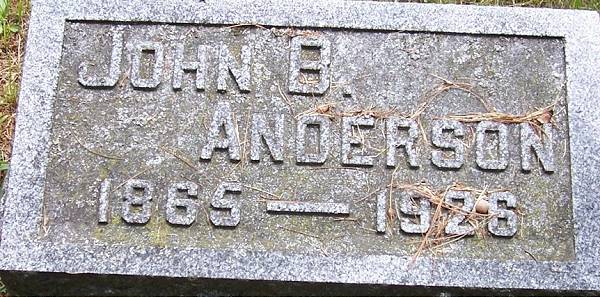 JOHN B.
ANDERSON
1865 — 1926